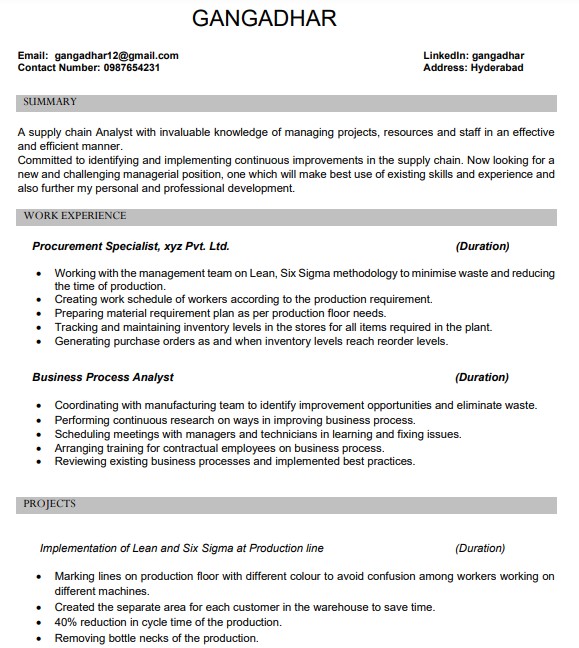 GANGADHAR
Email: gangadhar12@gmail.com LinkedIn: gangadhar
Contact Number: 0987654231 Address: Hyderabad
SUMMARY
A supply chain Analyst with invaluable knowledge of managing projects, resources and staff in an effective
and efficient manner.
Committed to identifying and implementing continuous improvements in the supply chain. Now looking for a
new and challenging managerial position, one which will make best use of existing skills and experience and
also further my personal and professional development.
WORK EXPERIENCE
Procurement Specialist, xyz Pvt. Ltd. (Duration)
• Working with the management team on Lean, Six Sigma methodology to minimise waste and reducing
the time of production.
• Creating work schedule of workers according to the production requirement.
• Preparing material requirement plan as per production floor needs.
• Tracking and maintaining inventory levels in the stores for all items required in the plant.
• Generating purchase orders as and when inventory levels reach reorder levels.
Business Process Analyst (Duration)
• Coordinating with manufacturing team to identify improvement opportunities and eliminate waste.
• Performing continuous research on ways in improving business process.
• Scheduling meetings with managers and technicians in learning and fixing issues.
• Arranging training for contractual employees on business process.
• Reviewing existing business processes and implemented best practices.
PROJECTS
Implementation of Lean and Six Sigma at Production line (Duration)
• Marking lines on production floor with different colour to avoid confusion among workers working on
different machines.
• Created the separate area for each customer in the warehouse to save time.
• 40% reduction in cycle time of the production.
• Removing bottle necks of the production.